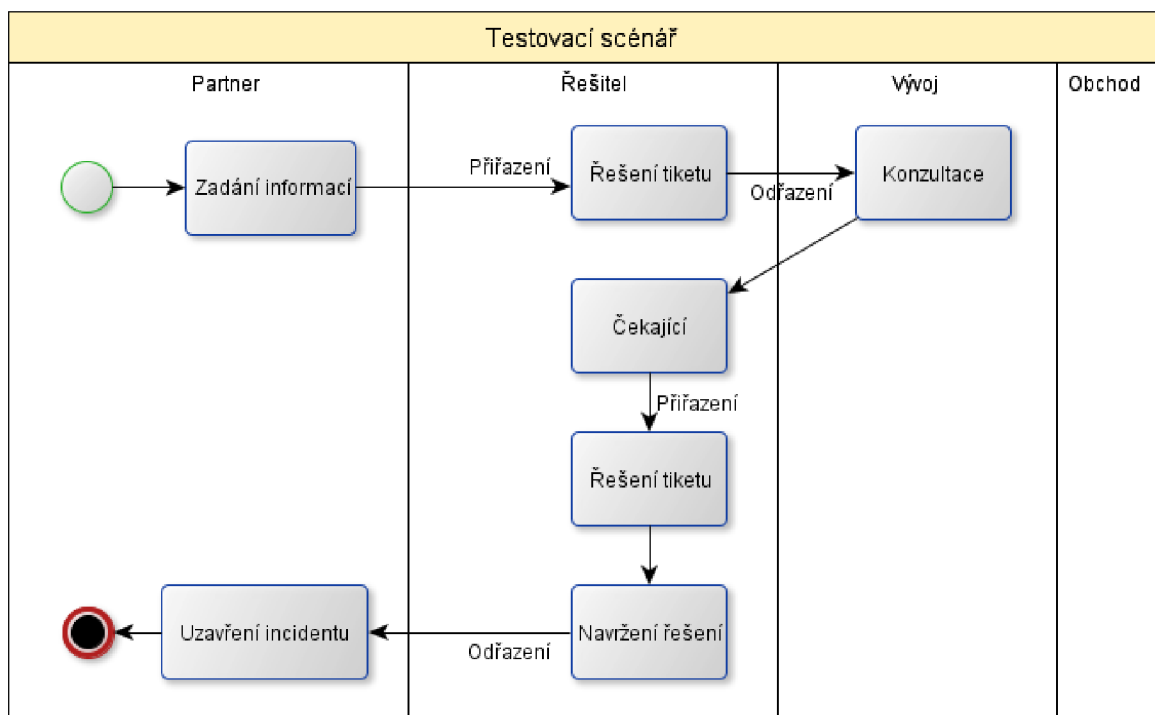 Testovací scénář
Partner
Řešitel
Vývoj
Obchod
Zadání informací
Přiřazení
Řešení tiketu
Odřazení
Konzultace
Čekající
Přiřazení
Řešení tiketu
Uzavření incidentu
Odřazení
Navržení řešení